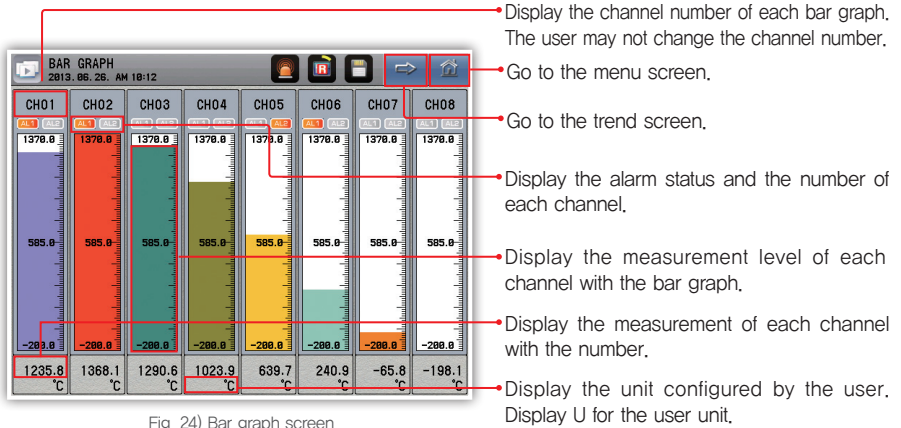 Display the channel number of each bar graph.
The user may not change the channel number.
BAR GRAPH
2013.06.26. AM 10:12
R
Go to the menu screen.
Go to the trend screen.
CH01 CH02 CH03 CH04 CH05 CH06 CH07 CH08
AL1 AL2 AL1 AL2 AL1 AL2 AL1 AL2 AL1 AL2 AL1 AL2 AL1 AL2 AL1 AL2
1370.0 1370.0 1370.0 1370.0 1370.0 1370.0 1370.0 1370.0
Display the alarm status and the number of
each channel.
585.0 585.0 585.0 585.0 585.0 585.0 585.0 585.0
Display the measurement level of each
channel with the bar graph.
-200.0 -200.0 -200.0 -200.0 -200.0 -200.0 -200.0 -200.0
Display the measurement of each channel
with the number.
1235.8 1368.1 1290.6 1023.9 639.7 240.9 -65.8 -198.1
°C °C °C °C °C °C °C °C
Display the unit configured by the user.
Display U for the user unit.
Fig. 24) Bar graph screen